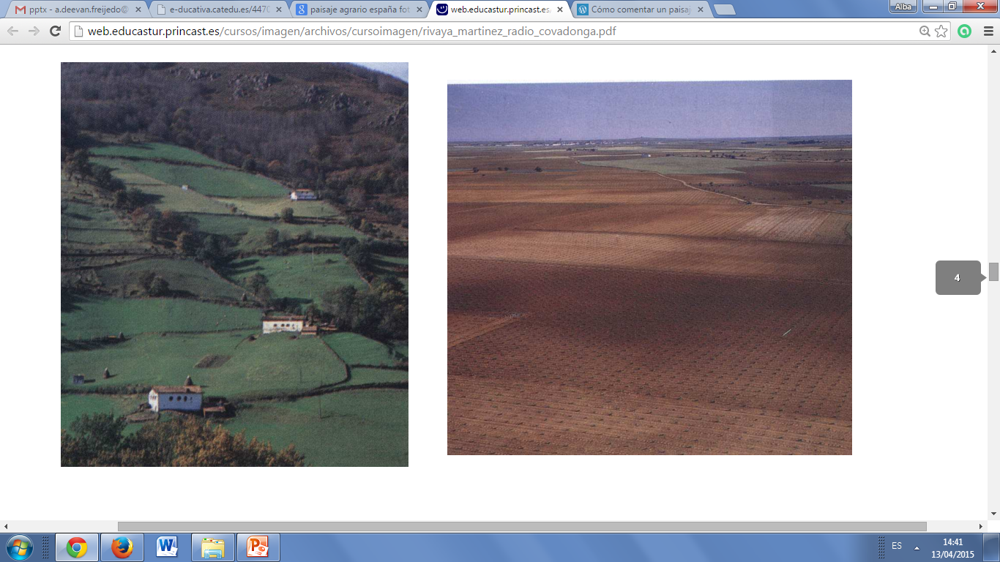 pptx - a.deevan.freijedo@
e-ducativa.catedu.es/4470
paisaje agrario españa fot
web.educastur.princast.es
Cómo comentar un paisaj
Alba
web.educastur.princast.es/cursos/imagen/archivos/cursoimagen/rivaya_martinez_radio_covadonga.pdf
4
ES
14:41
13/04/2015